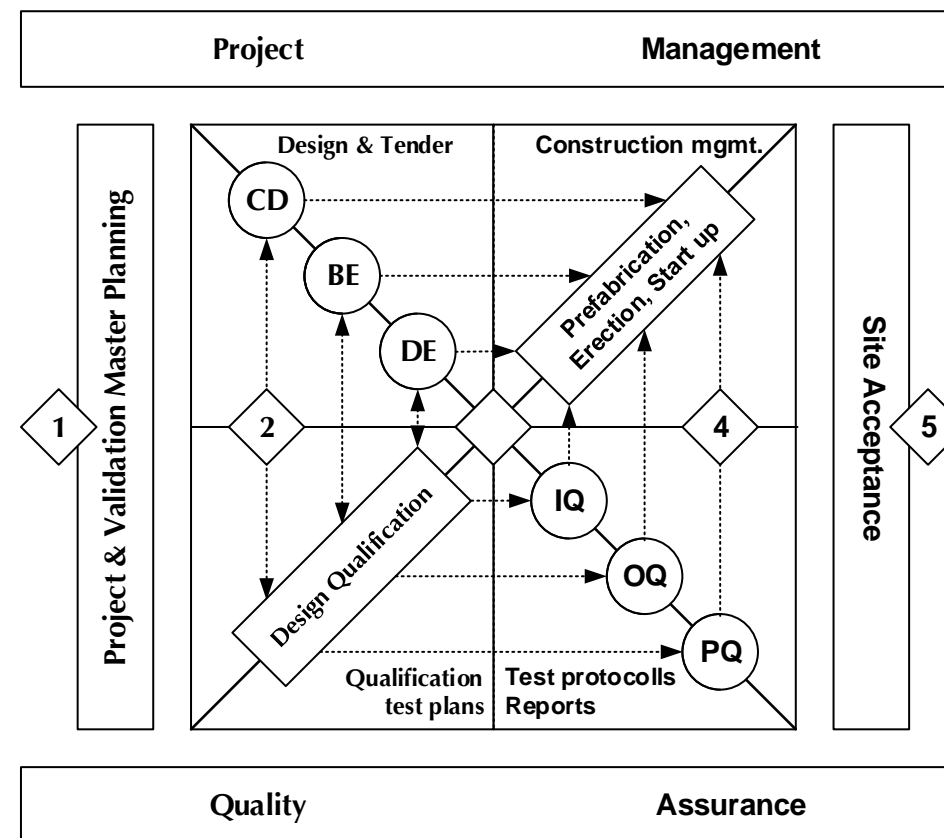 Project Management
Design & Tender
Construction mgmt.
CD
BE
DE
Prefabrication,
Erection, Start up
Project & Validation Master Planning
1
2
4
5
Site Acceptance
Design Qualification
IQ
OQ
PQ
Qualification
test plans
Test protocolls
Reports
Quality Assurance